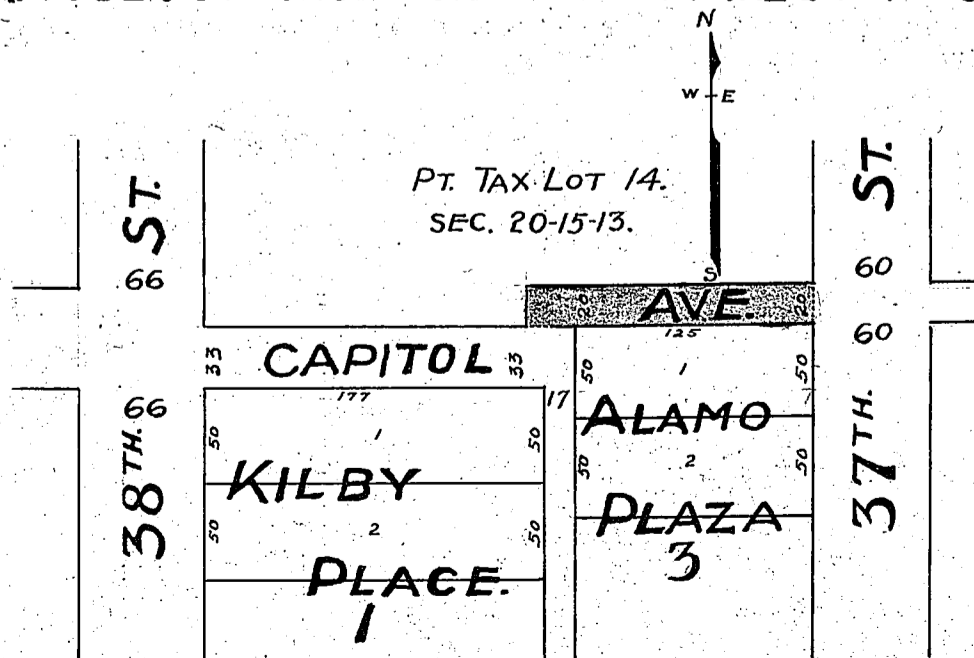 N
W E
S
PT. TAX LOT 14.
SEC. 20-15-13.
38TH. ST.
37TH. ST.
66
60
20 AVE. 20
125
60
33 CAPITOL 33
177
66
17
50 1 50
50 1 50
ALAMO
KILBY
50 2 50
50 2 50
PLAZA
3
PLACE.
1